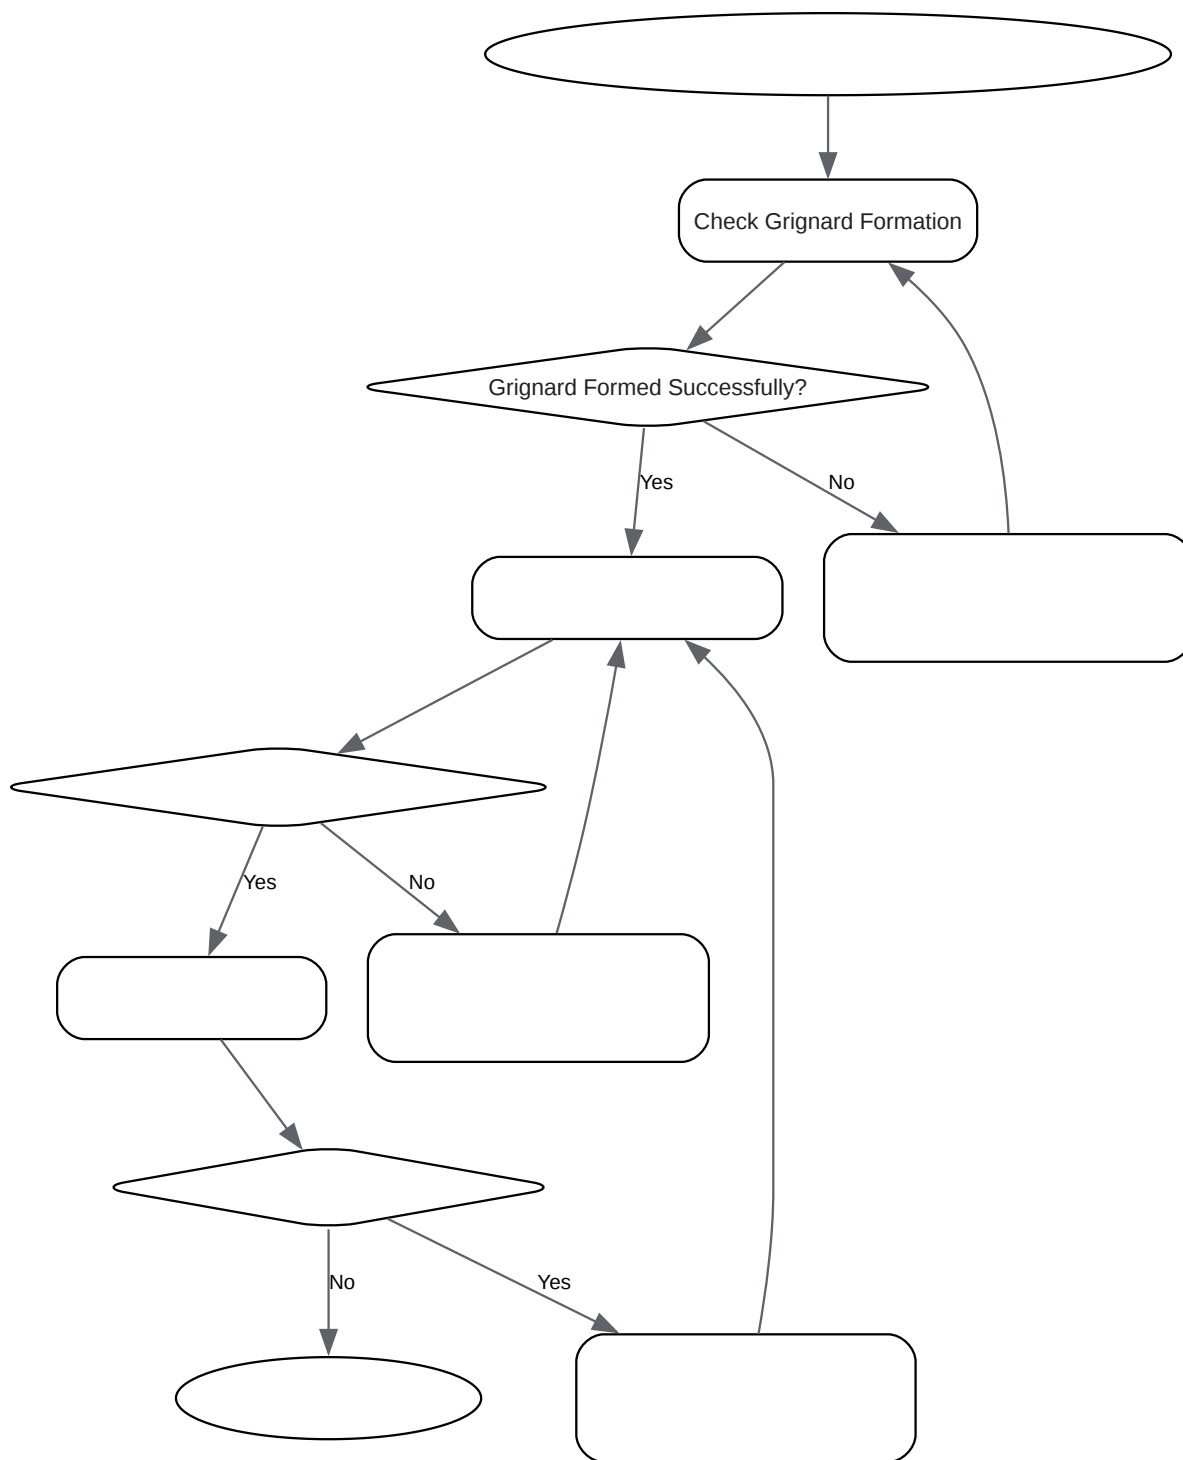 Check Grignard Formation
Grignard Formed Successfully?
Yes
No
Yes
No
No
Yes